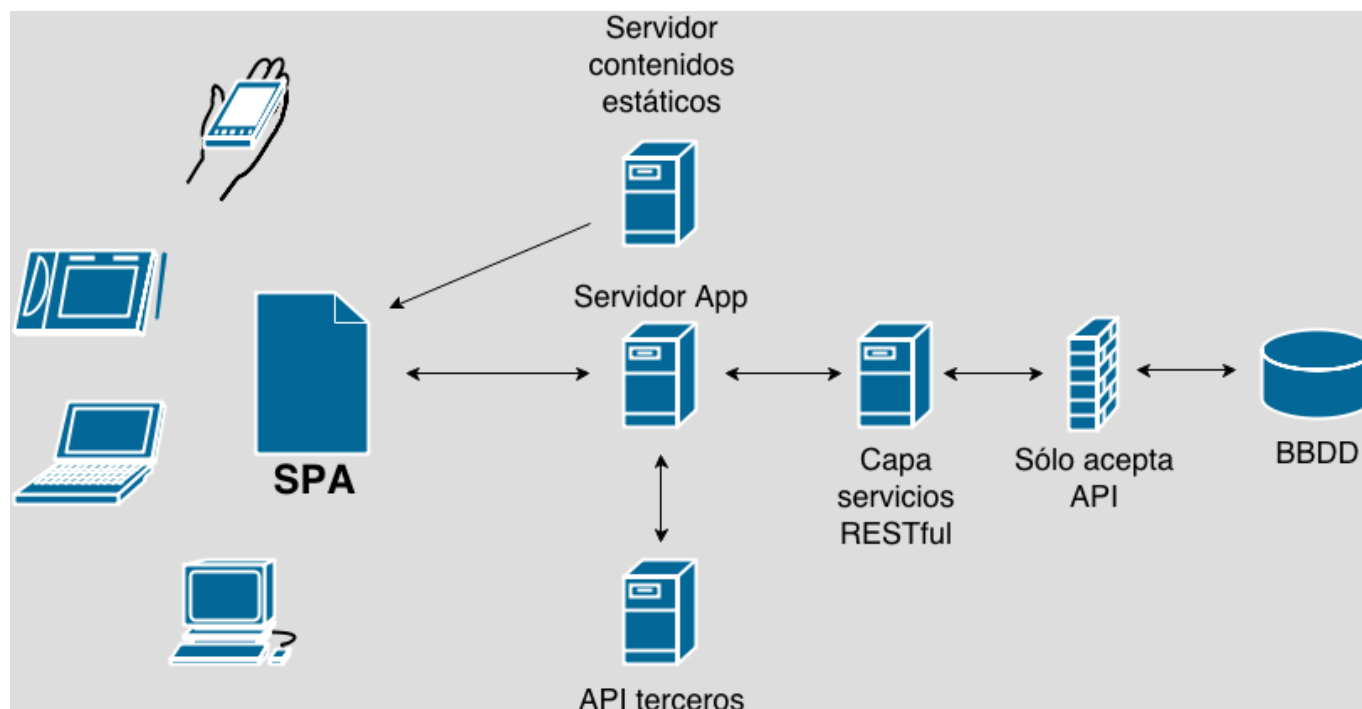 Servidor
contenidos
estáticos
Servidor App
SPA
Capa
servicios
RESTful
Sólo acepta
API
BBDD
API terceros